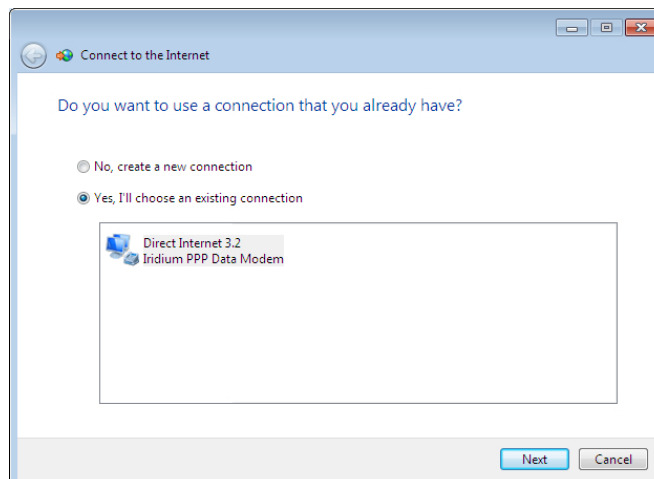 Connect to the Internet
Do you want to use a connection that you already have?
No, create a new connection
Yes, I'll choose an existing connection
Direct Internet 3.2
Iridium PPP Data Modem
Next
Cancel